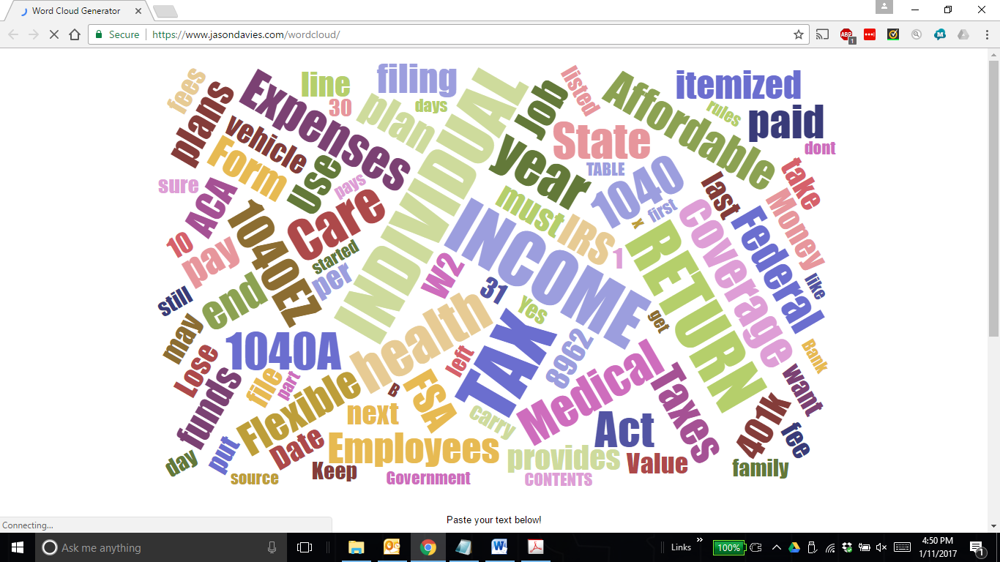 Word Cloud Generator
Secure
https://www.jasondavies.com/wordcloud/
ABP
1
M
fees
plans
Expenses
line
30
filing
plan
days
INDIVIDUAL
Job
listed
Affordable
itemized
rules
paid
dont
vehicle
Form
use
pays
year
State
TABLE
1040
take
sure
ACA
1040EZ
Care
started
per
must
IRS
x
first
last
Coverage
Federal
Money
like
10
pay
still
end
W2
INCOME
31
Yes
1
RETURN
get
may
Lose
1040A
file
part
health
left
TAX
8962
Bank
want
funds
Flexible
B
FSA
next
carry
Medical
Taxes
401K
fee
day
put
Date
Employees
Act
provides
Value
family
source
Keep
Government
CONTENTS
Paste your text below!
Connecting...
Ask me anything
Links
100%
4:50 PM
1/11/2017
1